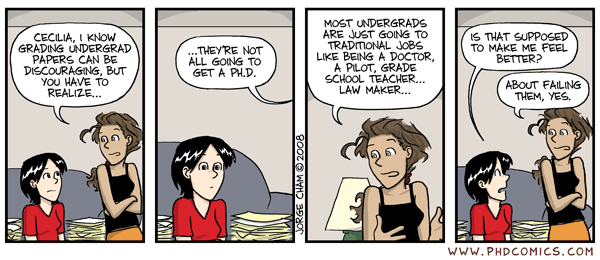 CECILIA, I KNOW
GRADING UNDERGRAD
PAPERS CAN BE
DISCOURAGING, BUT
YOU HAVE TO
REALIZE...
...THEY'RE NOT
ALL GOING TO
GET A PH.D.
JORGE CHAM © 2008
MOST UNDERGRADS
ARE JUST GOING TO
TRADITIONAL JOBS
LIKE BEING A DOCTOR,
A PILOT, GRADE
SCHOOL TEACHER...
LAW MAKER...
IS THAT SUPPOSED
TO MAKE ME FEEL
BETTER?
ABOUT FAILING
THEM, YES.
WWW.PHDCOMICS.COM